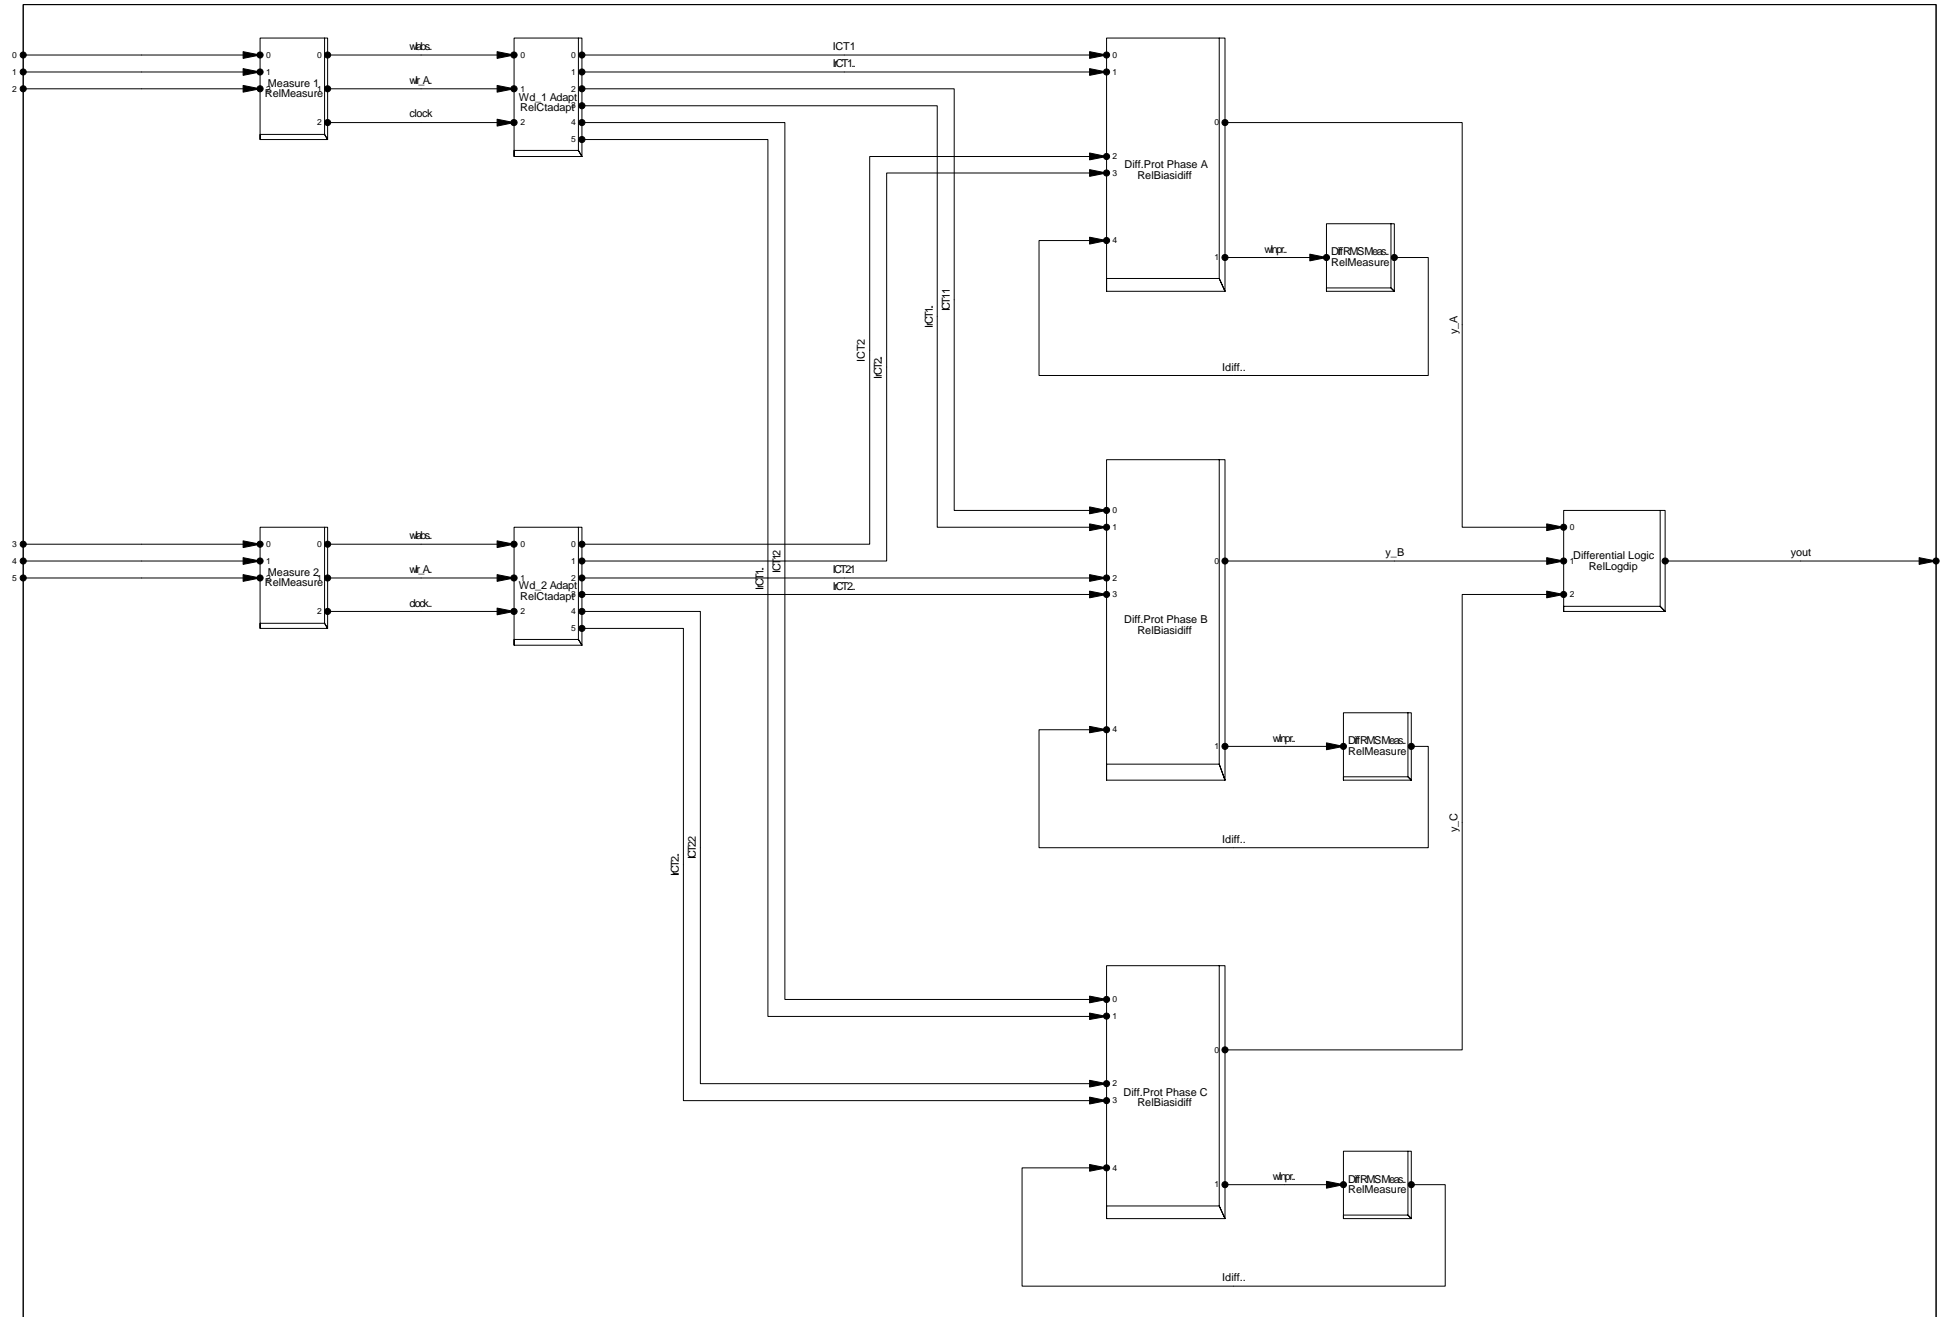 0
1
2
0
1
2
Measure 1
RelMeasure
0
1
2
wIabs..
wIr_A..
clock
0
1
2
Wd_1 Adapt
RelCtadapt
0
1
2
3
4
5
ICT1
IrCT1..
0
1
2
3
4
Diff.Prot Phase A
RelBiasidiff
0
1
wInpr..
DiffRMSMeas..
RelMeasure
Idiff..
y_A
ICT2
IrCT2..
IrCT1..
ICT11
3
4
5
0
1
2
Measure 2
RelMeasure
0
1
2
wIabs..
wIr_A..
clock..
0
1
2
Wd_2 Adapt
RelCtadapt
0
1
2
3
4
5
IrCT1..
ICT12
ICT21
IrCT2..
0
1
2
3
4
Diff.Prot Phase B
RelBiasidiff
0
1
y_B
wInpr..
DiffRMSMeas..
RelMeasure
Idiff..
0
1
2
Differential Logic
RelLogdip
yout
y_C
IrCT2..
ICT22
0
1
2
3
4
Diff.Prot Phase C
RelBiasidiff
0
1
wInpr..
DiffRMSMeas..
RelMeasure
Idiff..